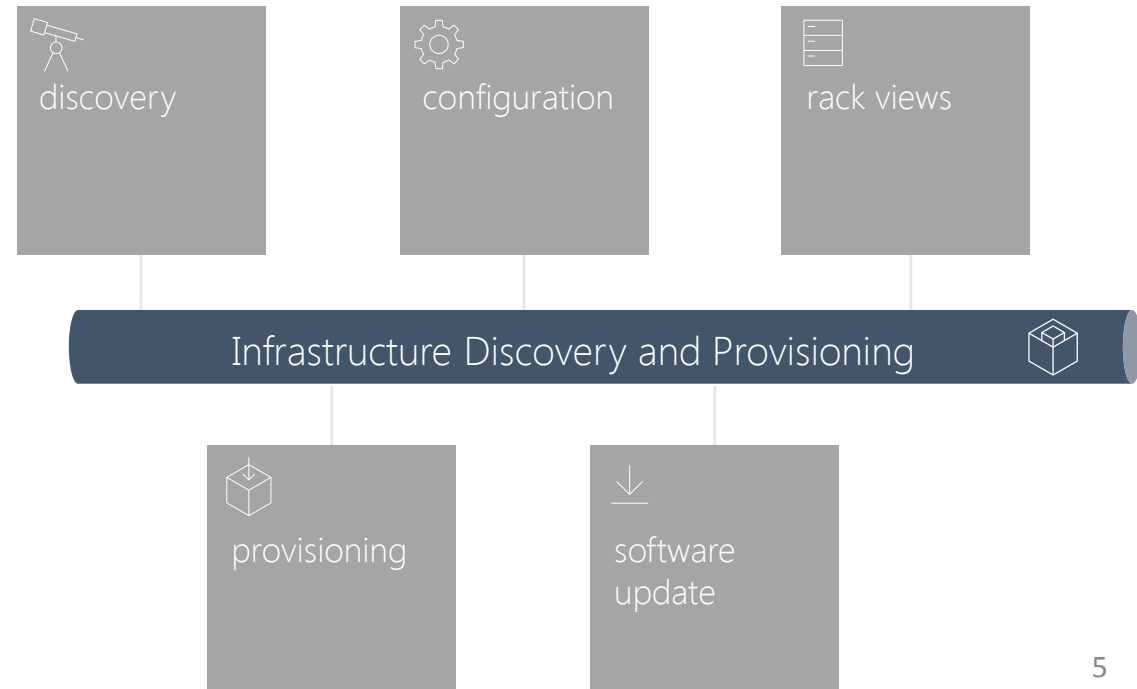 discovery
configuration
rack views
Infrastructure Discovery and Provisioning
provisioning
software
update
5